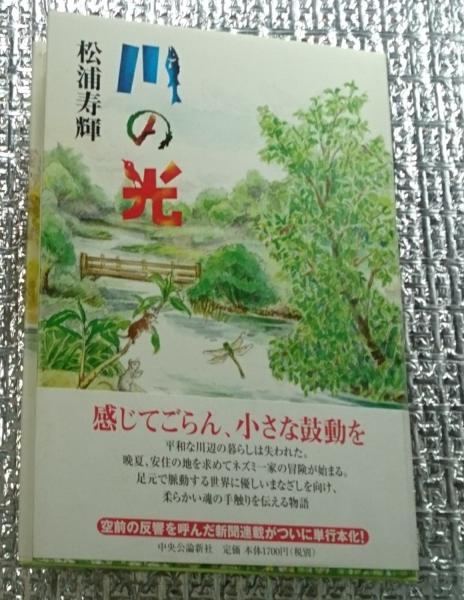 川の光
松浦寿輝
感じてごらん、小さな鼓動を
平和な川辺の暮らしは失われた。
晩夏、安住の地を求めてネズミ一家の冒険が始まる。
足元で脈動する世界に優しいまなざしを向け、
柔らかい魂の手触りを伝える物語
空前の反響を呼んだ新聞連載がついに単行本化!
中央公論新社 定価 本体1700円(税別)